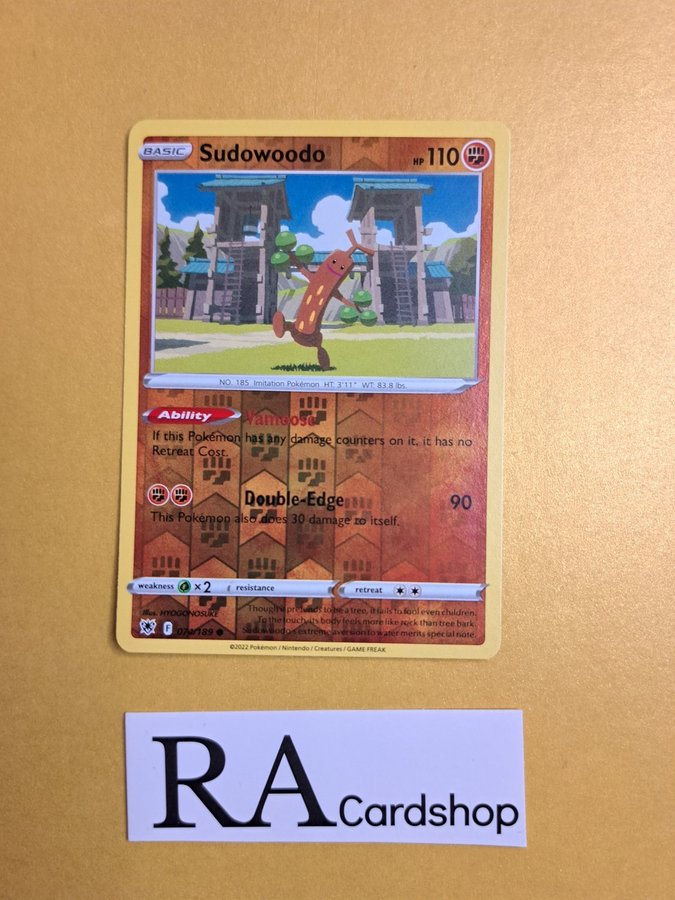 BASIC Sudowoodo HP 110
NO. 185 Imitation Pokémon HT: 3'11" WT: 83.8 lbs.
Ability Vamoose
If this Pokémon has any damage counters on it, it has no
Retreat Cost.
Double-Edge 90
This Pokémon also does 30 damage to itself.
weakness ×2 resistance retreat
Illus. HYOGONOSUKE
Though it pretends to be a tree, it fails to fool even children.
To the touch, its body feels more like rock than tree bark.
Sudowoodo's extreme aversion to water merits special note.
F 074/189
©2022 Pokémon / Nintendo / Creatures / GAME FREAK
RA Cardshop